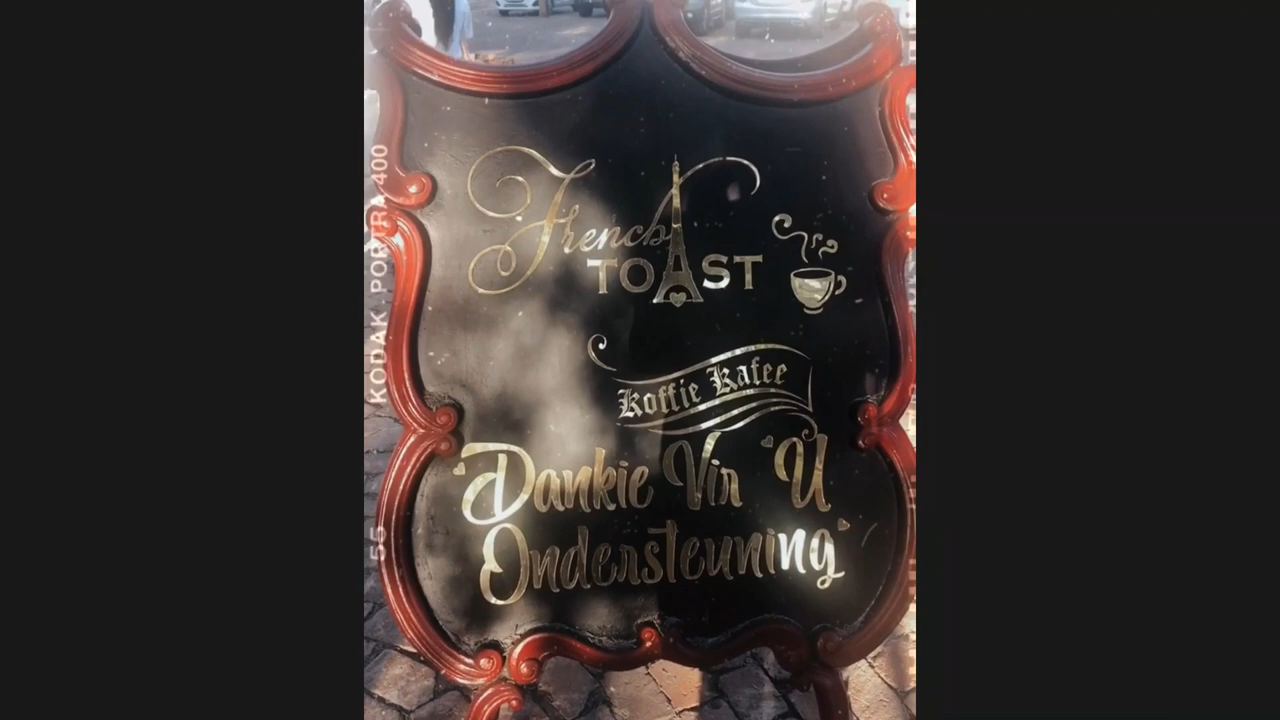 French
TOAST
Koffie Kafee
Dankie Vir U
Ondersteuning
KODAK PORTRA 400
55